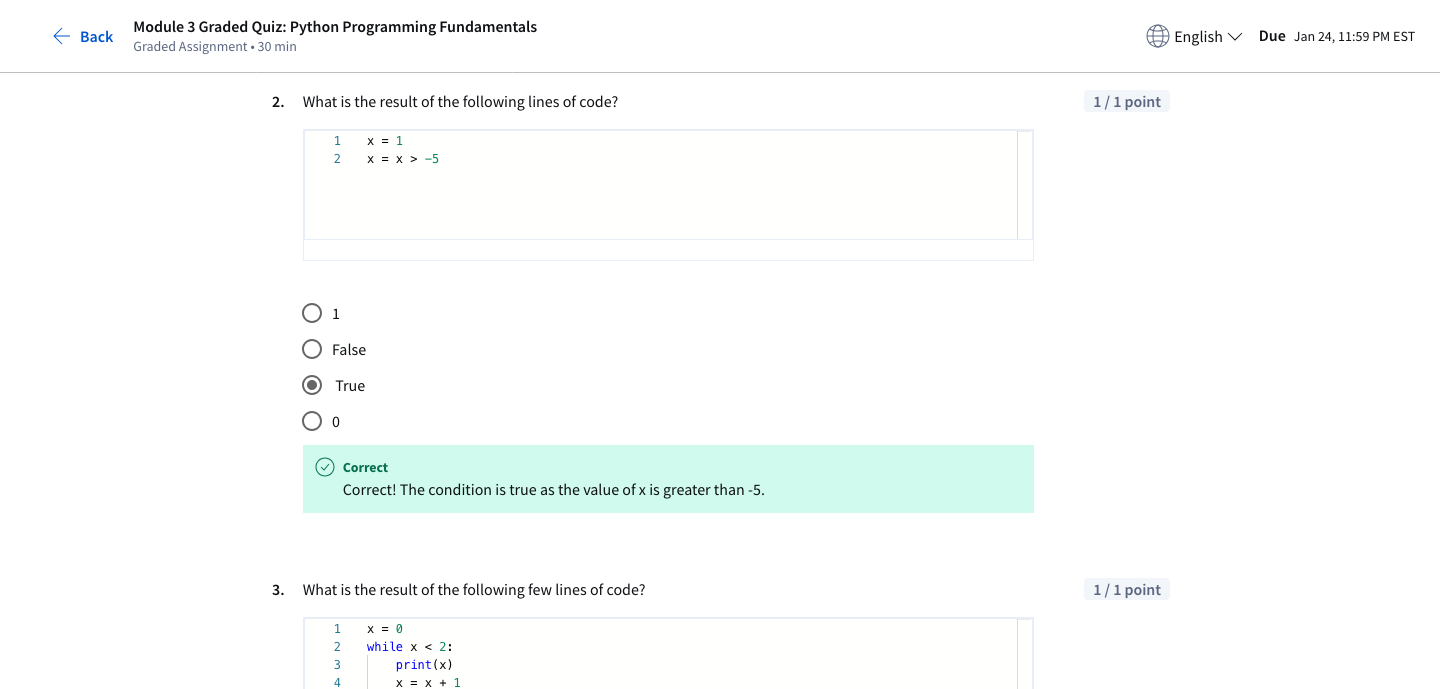 Back
Module 3 Graded Quiz: Python Programming Fundamentals
Graded Assignment • 30 min
English
Due Jan 24, 11:59 PM EST
2. What is the result of the following lines of code?
1 / 1 point
1 x = 1
2 x = x > -5
1
False
True
0
Correct
Correct! The condition is true as the value of x is greater than -5.
3. What is the result of the following few lines of code?
1 / 1 point
1 x = 0
2 while x < 2:
3     print(x)
4     x = x + 1